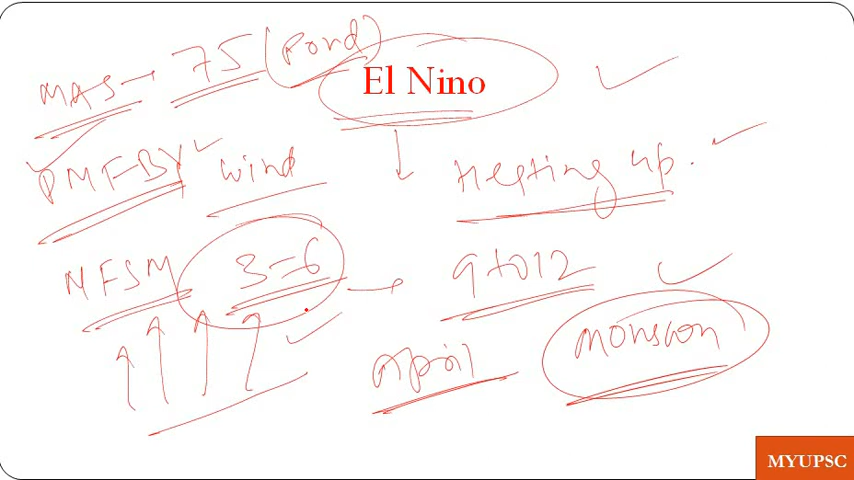 MAS → 75 (Pond)
El Nino
PMFBY wind
Heating up.
NFSM 3=6 → 9 to 12
April monsoon
MYUPSC